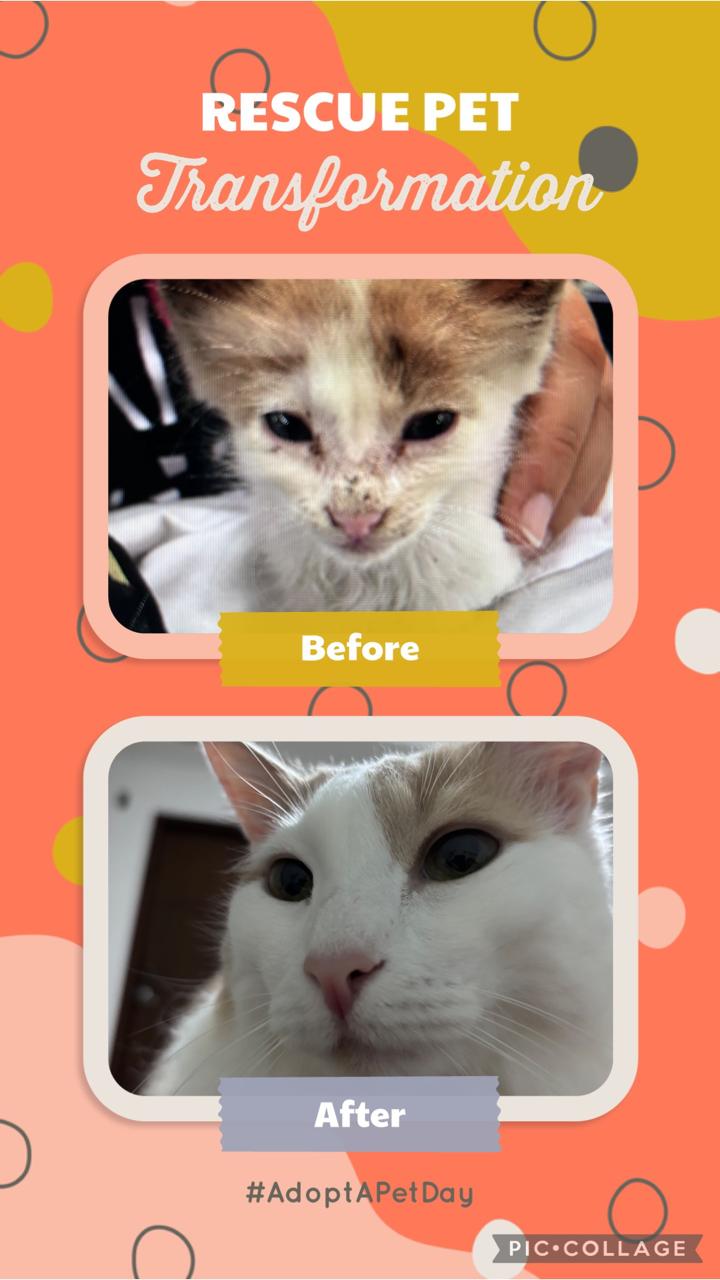 RESCUE PET
Transformation
Before
After
#AdoptAPetDay
PIC•COLLAGE